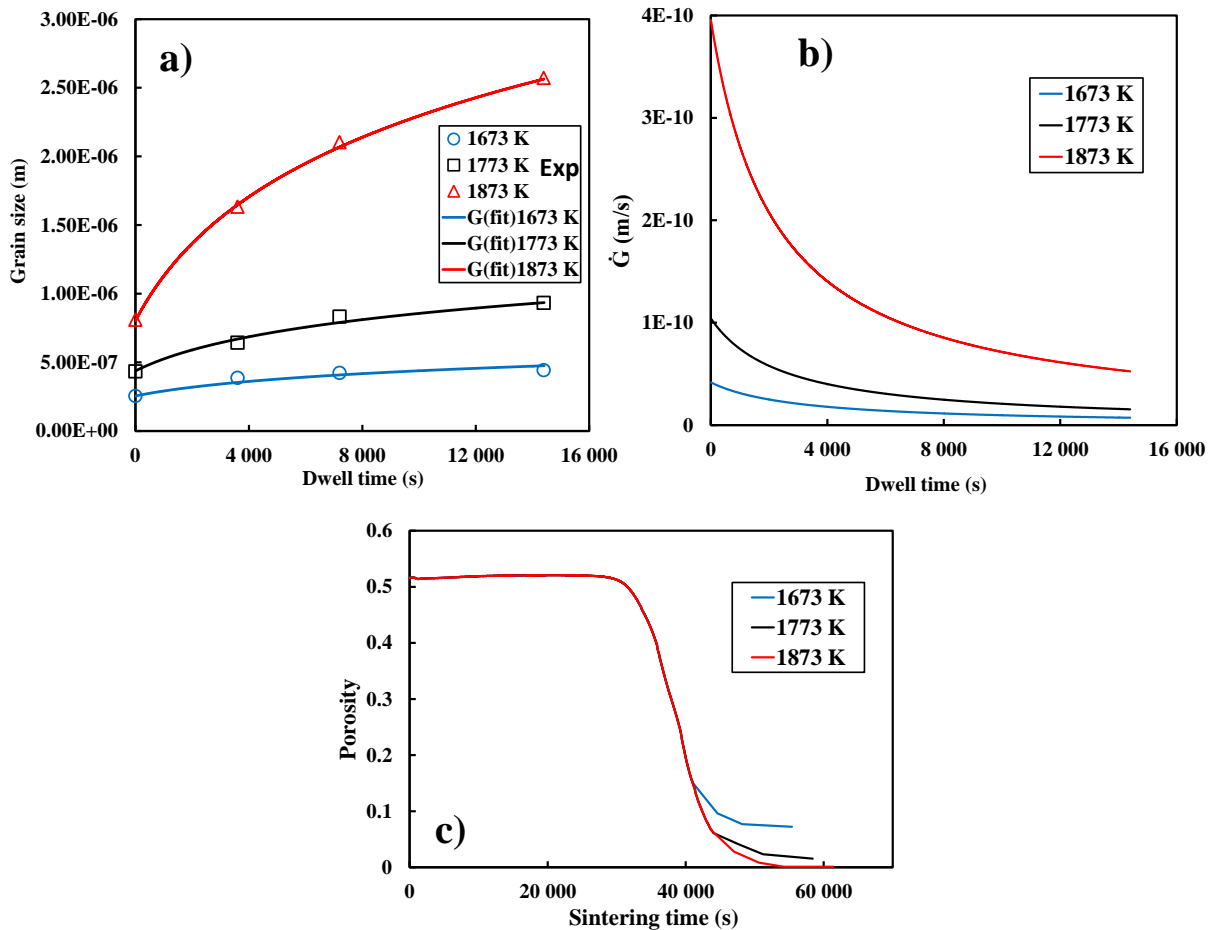 3.00E-06
2.50E-06
2.00E-06
1.50E-06
1.00E-06
5.00E-07
0.00E+00
Grain size (m)
a)
1673 K
1773 K Exp
1873 K
G(fit)1673 K
G(fit)1773 K
G(fit)1873 K
0 4 000 8 000 12 000 16 000
Dwell time (s)
4E-10
3E-10
2E-10
1E-10
0
Ġ (m/s)
b)
1673 K
1773 K
1873 K
0 4 000 8 000 12 000 16 000
Dwell time (s)
0.6
0.5
0.4
0.3
0.2
0.1
0
Porosity
1673 K
1773 K
1873 K
c)
0 20 000 40 000 60 000
Sintering time (s)